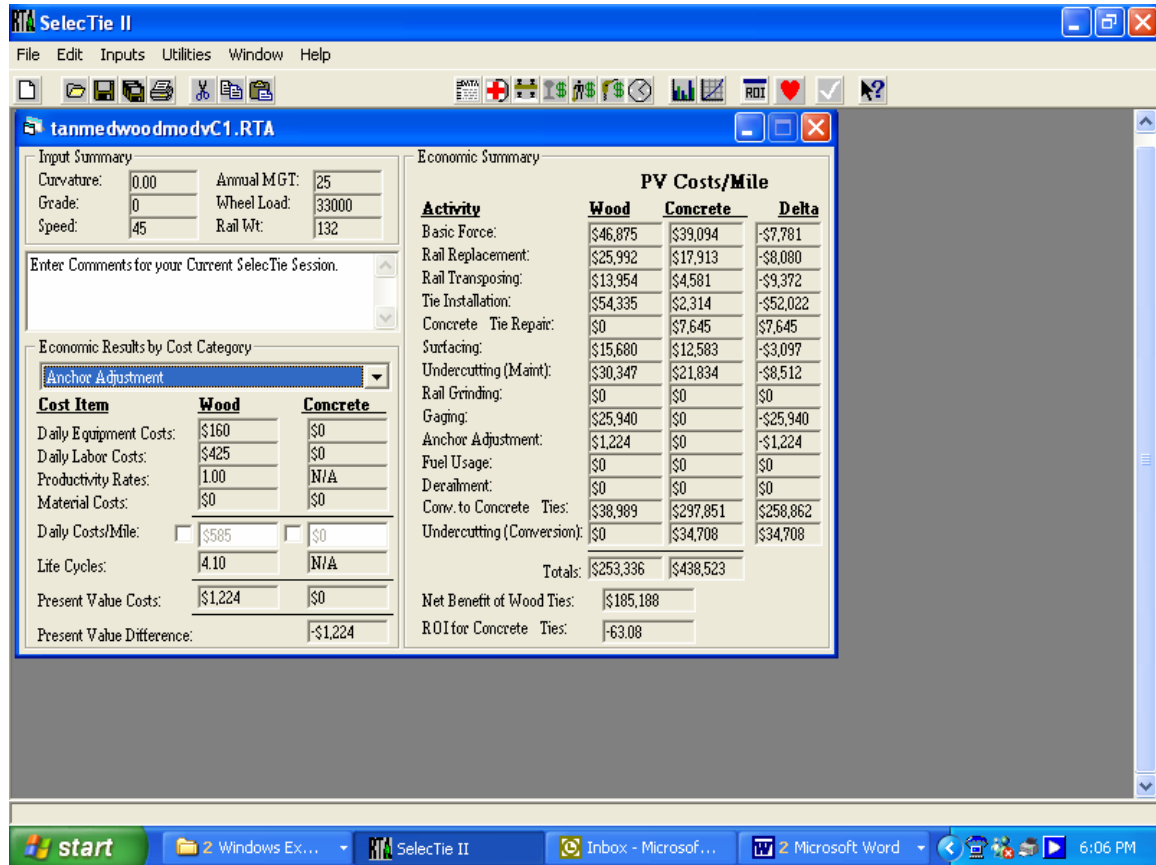 RTA SelecTie II
File Edit Inputs Utilities Window Help
DATA $ $ $ ROI ?
tanmedwoodmodvC1.RTA
Input Summary
Curvature: 0.00 Annual MGT: 25
Grade: 0 Wheel Load: 33000
Speed: 45 Rail Wt: 132
Enter Comments for your Current SelecTie Session.
Economic Results by Cost Category
Anchor Adjustment
Cost Item Wood Concrete
Daily Equipment Costs: $160 $0
Daily Labor Costs: $425 $0
Productivity Rates: 1.00 N/A
Material Costs: $0 $0
Daily Costs/Mile: $585 $0
Life Cycles: 4.10 N/A
Present Value Costs: $1,224 $0
Present Value Difference: -$1,224
Economic Summary
PV Costs/Mile
Activity Wood Concrete Delta
Basic Force: $46,875 $39,094 -$7,781
Rail Replacement: $25,992 $17,913 -$8,080
Rail Transposing: $13,954 $4,581 -$9,372
Tie Installation: $54,335 $2,314 -$52,022
Concrete Tie Repair: $0 $7,645 $7,645
Surfacing: $15,680 $12,583 -$3,097
Undercutting (Maint): $30,347 $21,834 -$8,512
Rail Grinding: $0 $0 $0
Gaging: $25,940 $0 -$25,940
Anchor Adjustment: $1,224 $0 -$1,224
Fuel Usage: $0 $0 $0
Derailment: $0 $0 $0
Conv. to Concrete Ties: $38,989 $297,851 $258,862
Undercutting (Conversion): $0 $34,708 $34,708
Totals: $253,336 $438,523
Net Benefit of Wood Ties: $185,188
ROI for Concrete Ties: -63.08
start 2 Windows Ex... RTA SelecTie II Inbox - Microsof... 2 Microsoft Word 6:06 PM